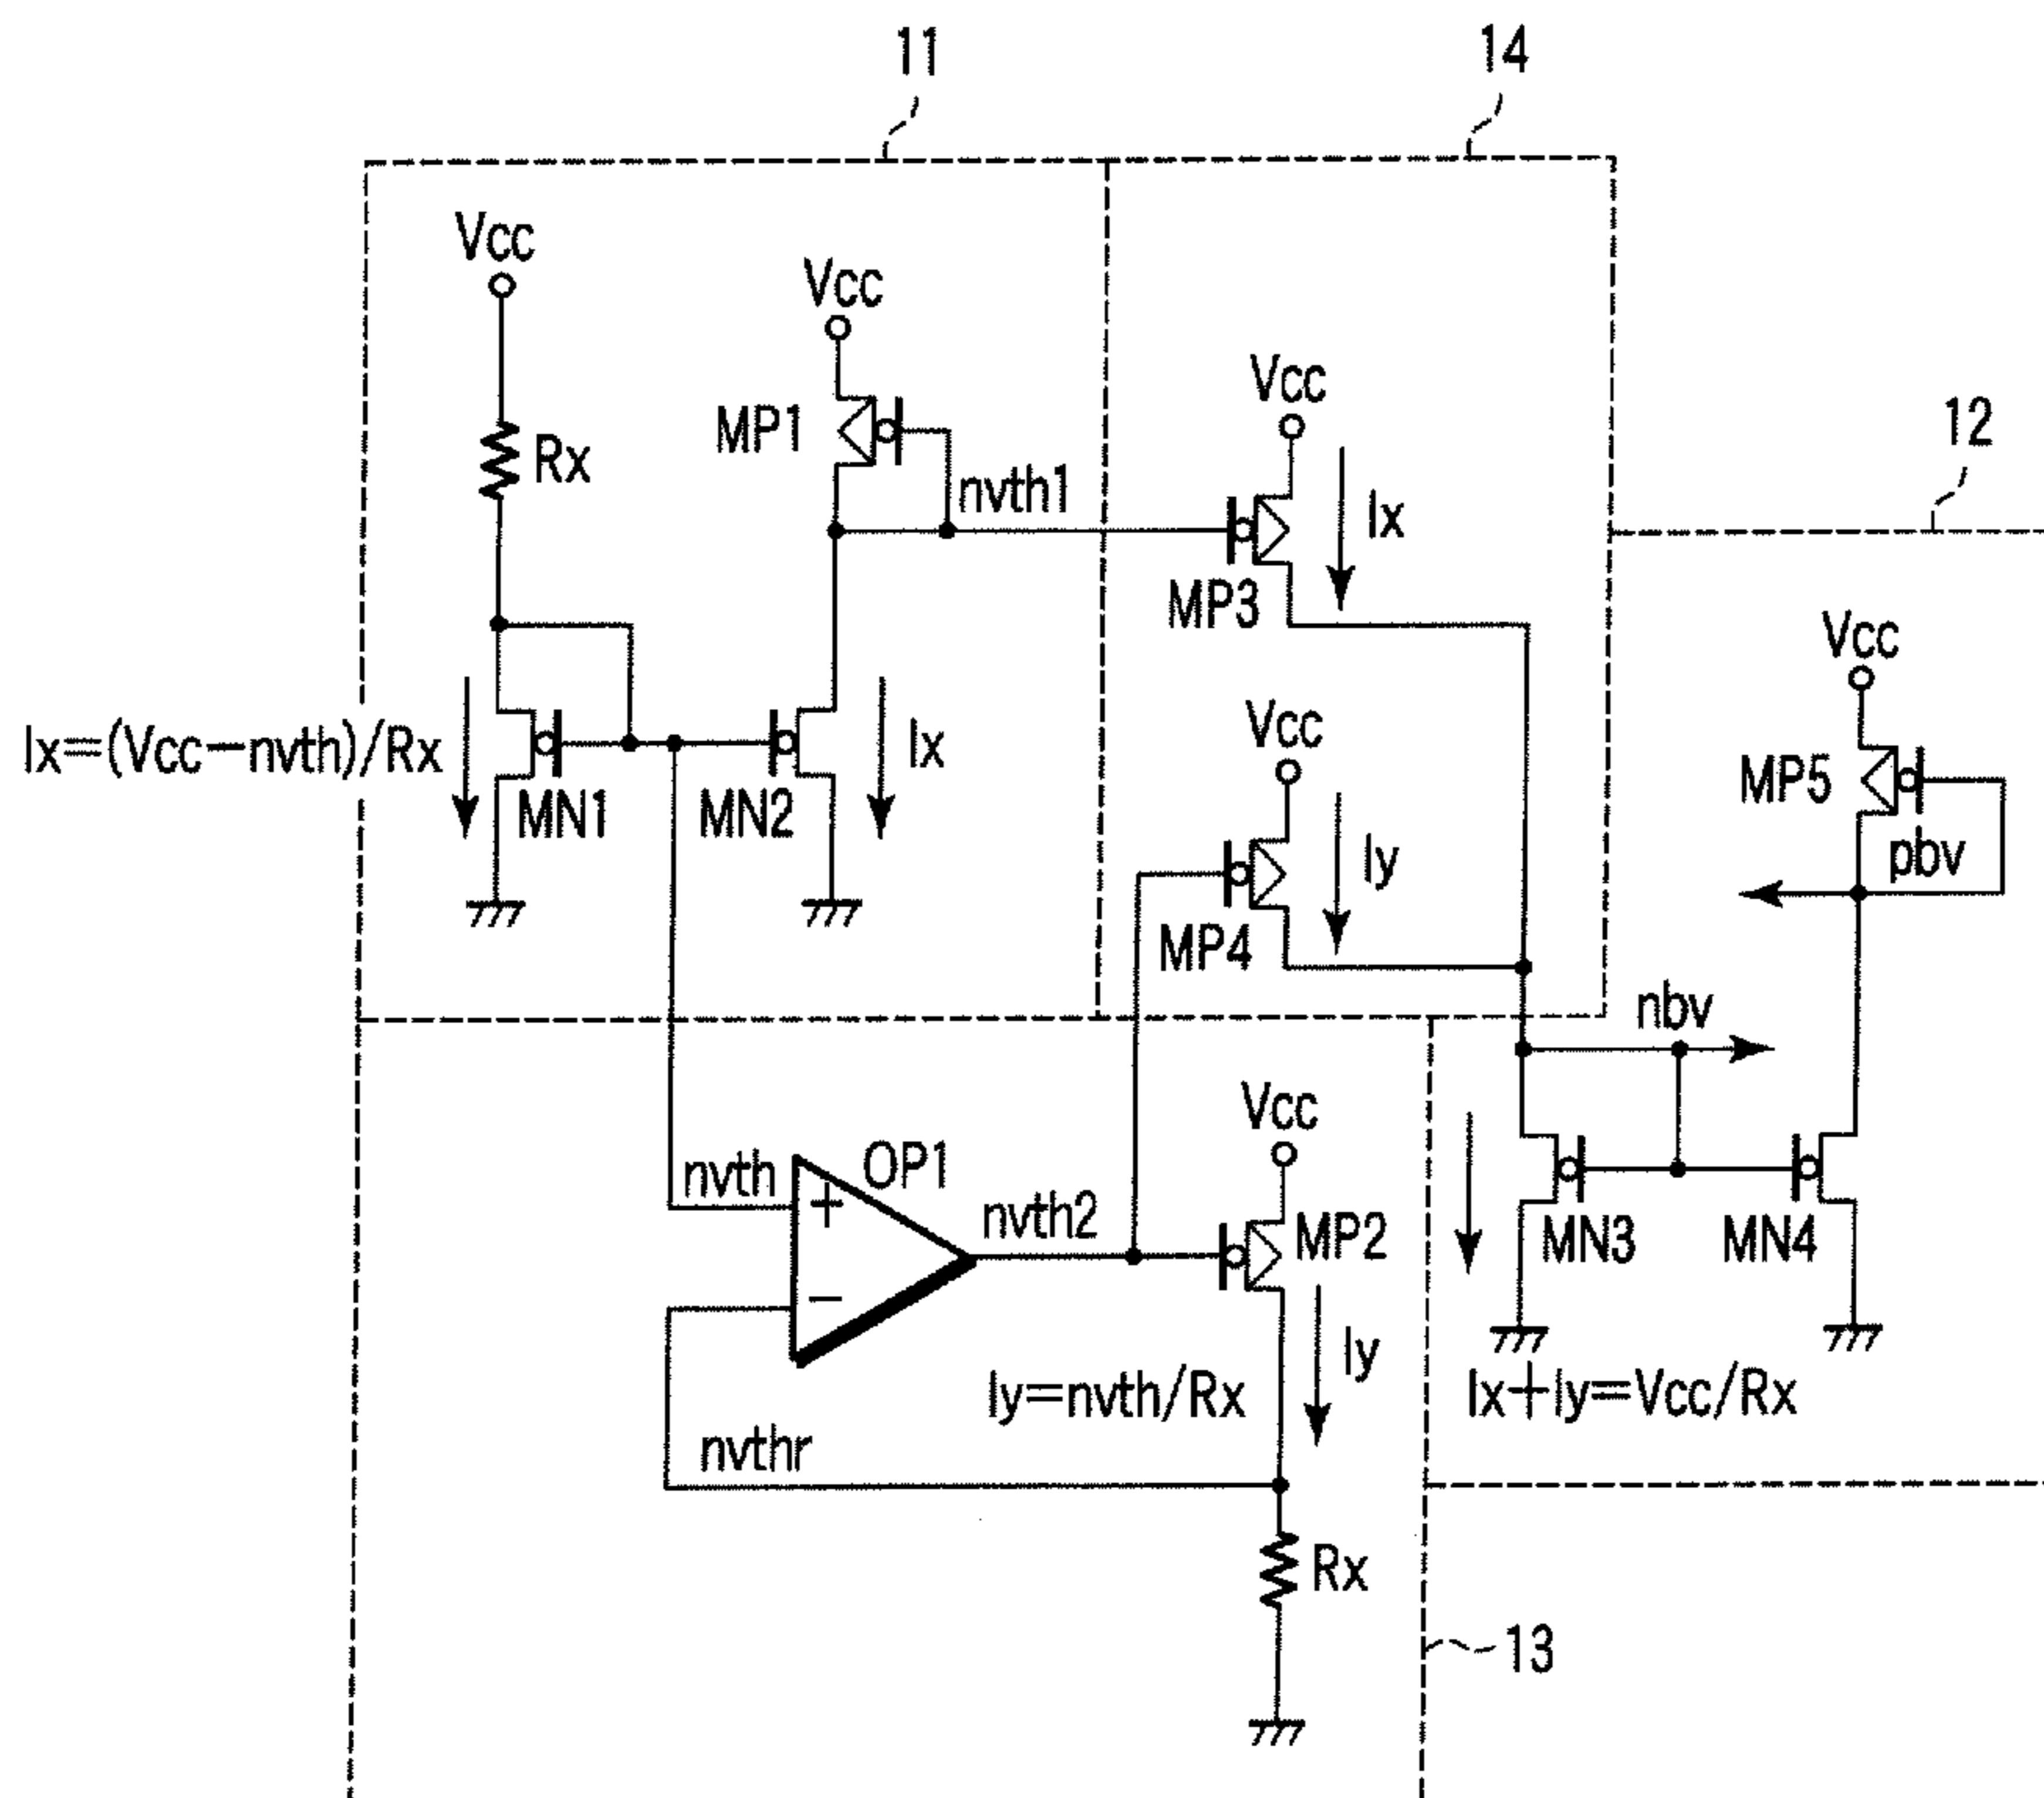 11
14
Vcc
Vcc
Vcc
12
MP1
Rx
nvth1
Ix
MP3
Vcc
Vcc
Ix=(Vcc−nvth)/Rx
Ix
MP5
MN1
MN2
Iy
pbv
MP4
nbv
Vcc
OP1
nvth
+
nvth2
MP2
MN3
MN4
−
Iy
Iy=nvth/Rx
Ix+Iy=Vcc/Rx
nvthr
Rx
13